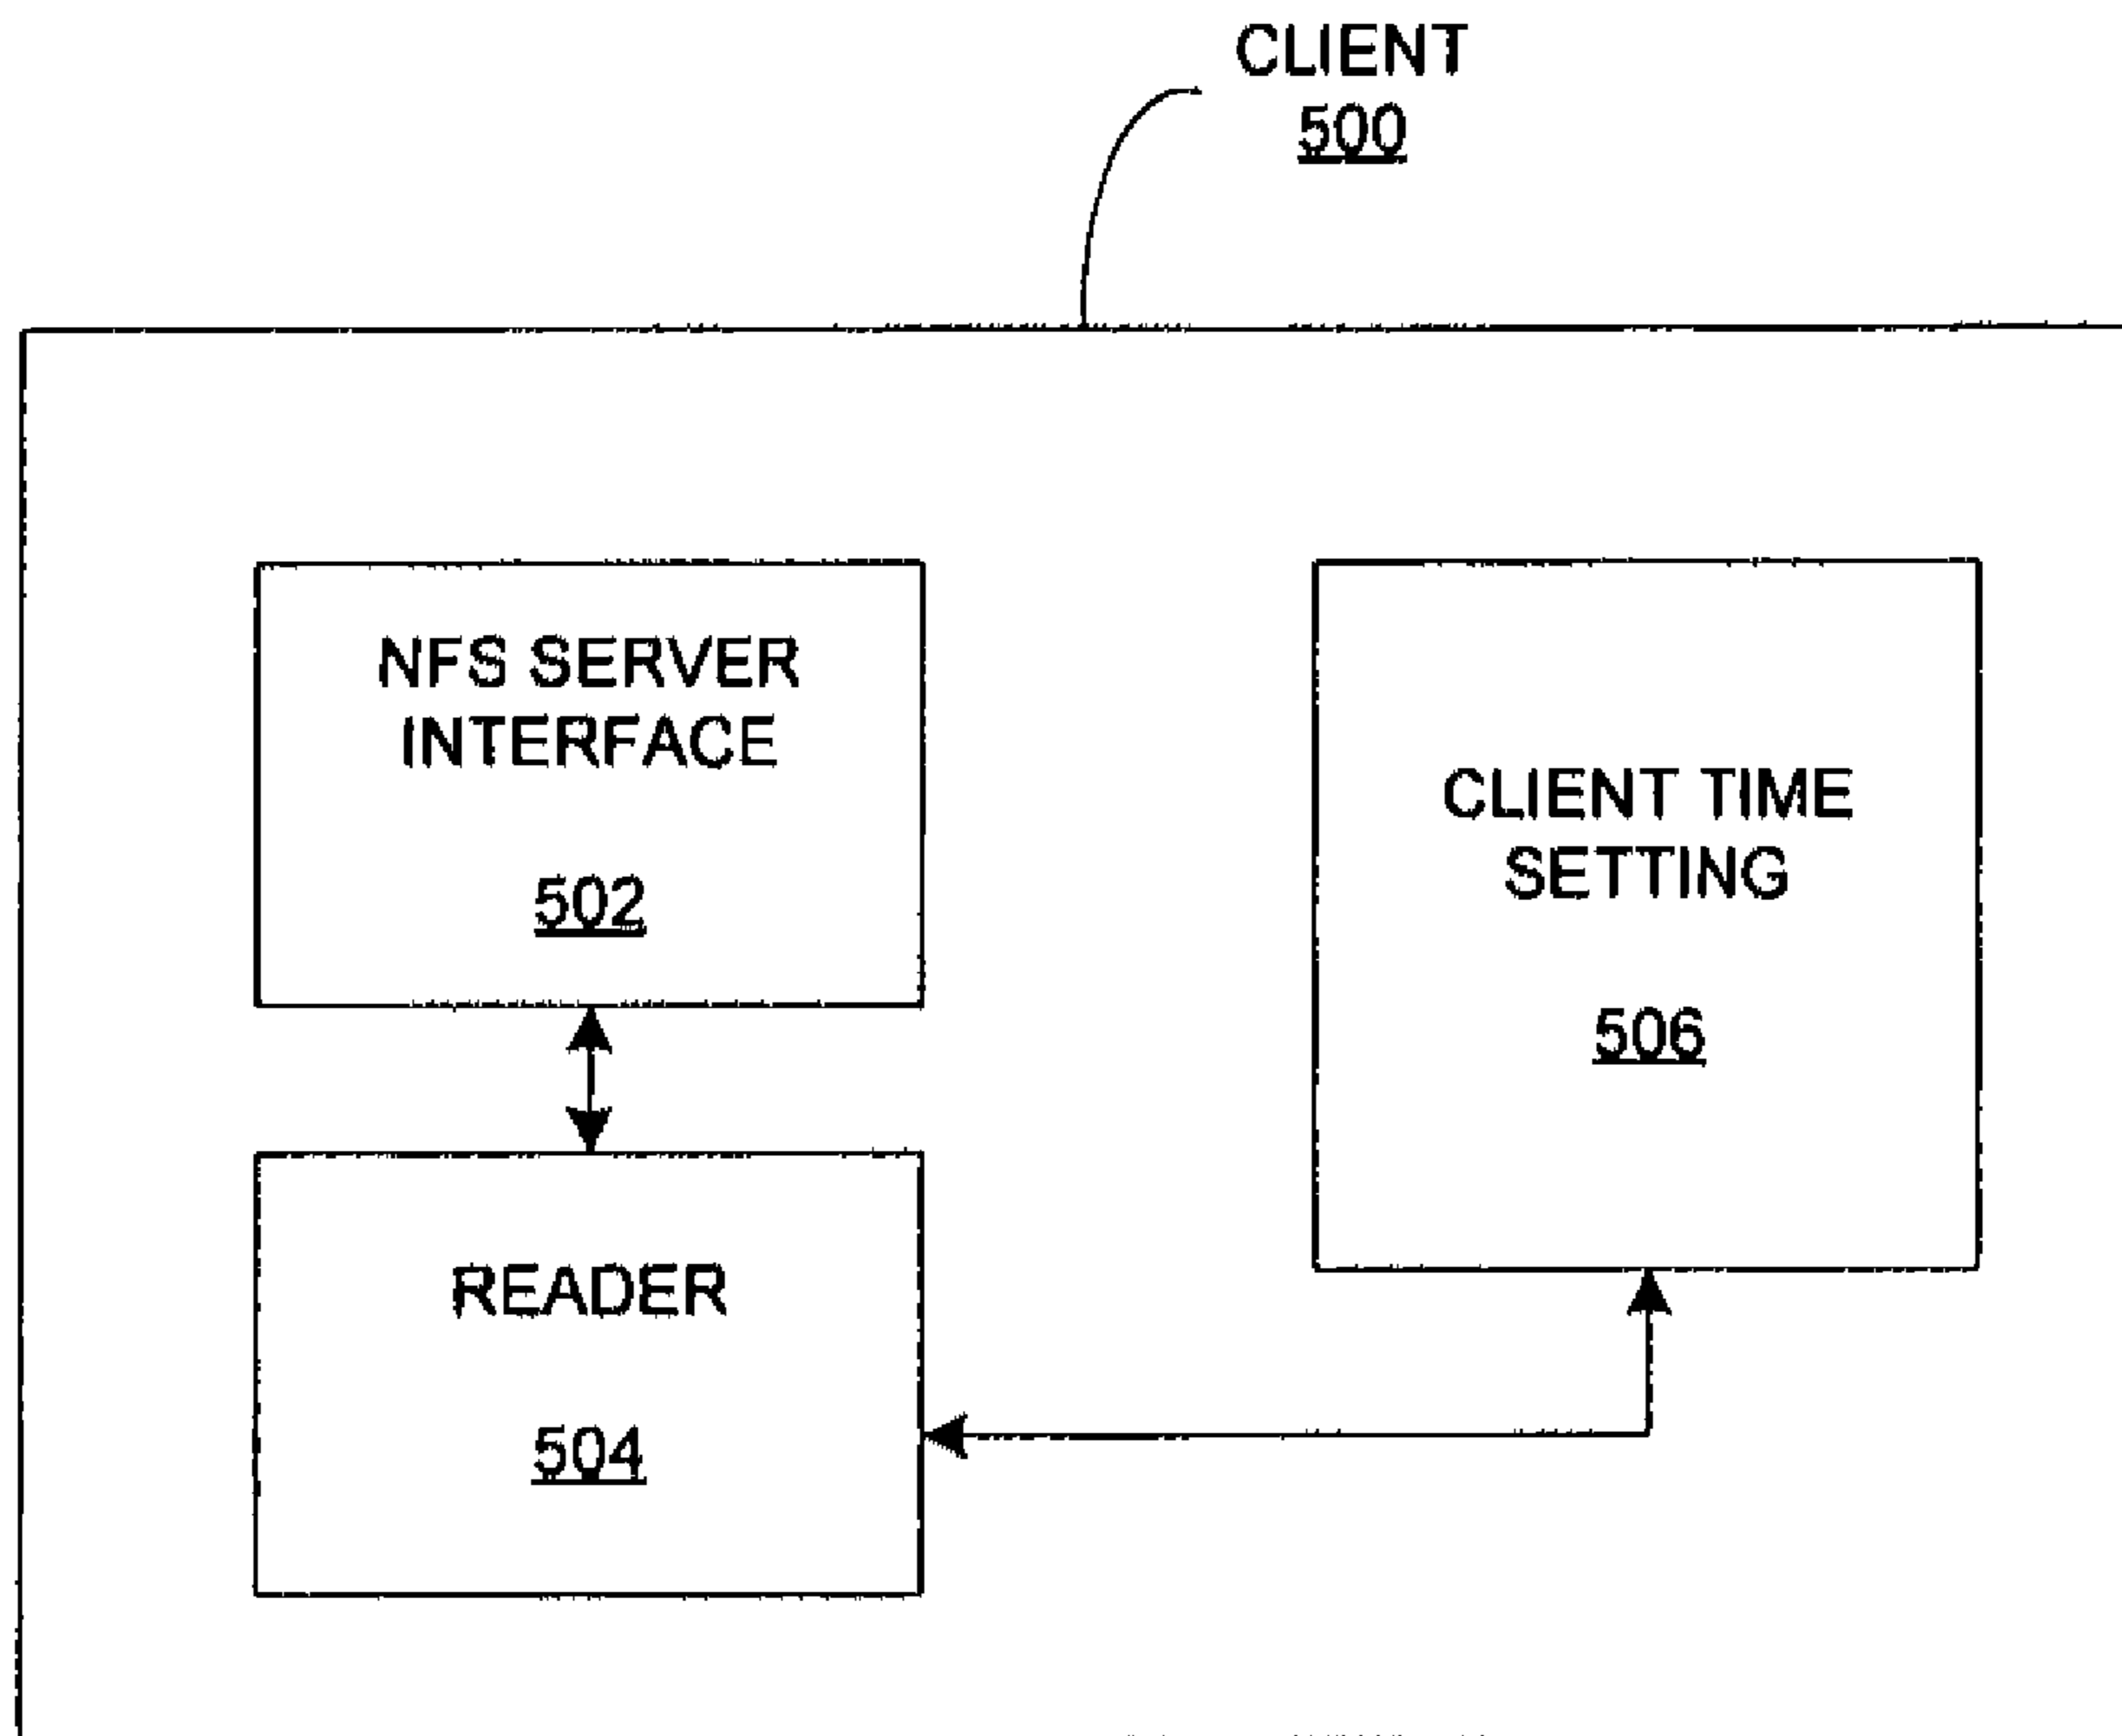 CLIENT
500
NFS SERVER
INTERFACE
502
CLIENT TIME
SETTING
506
READER
504